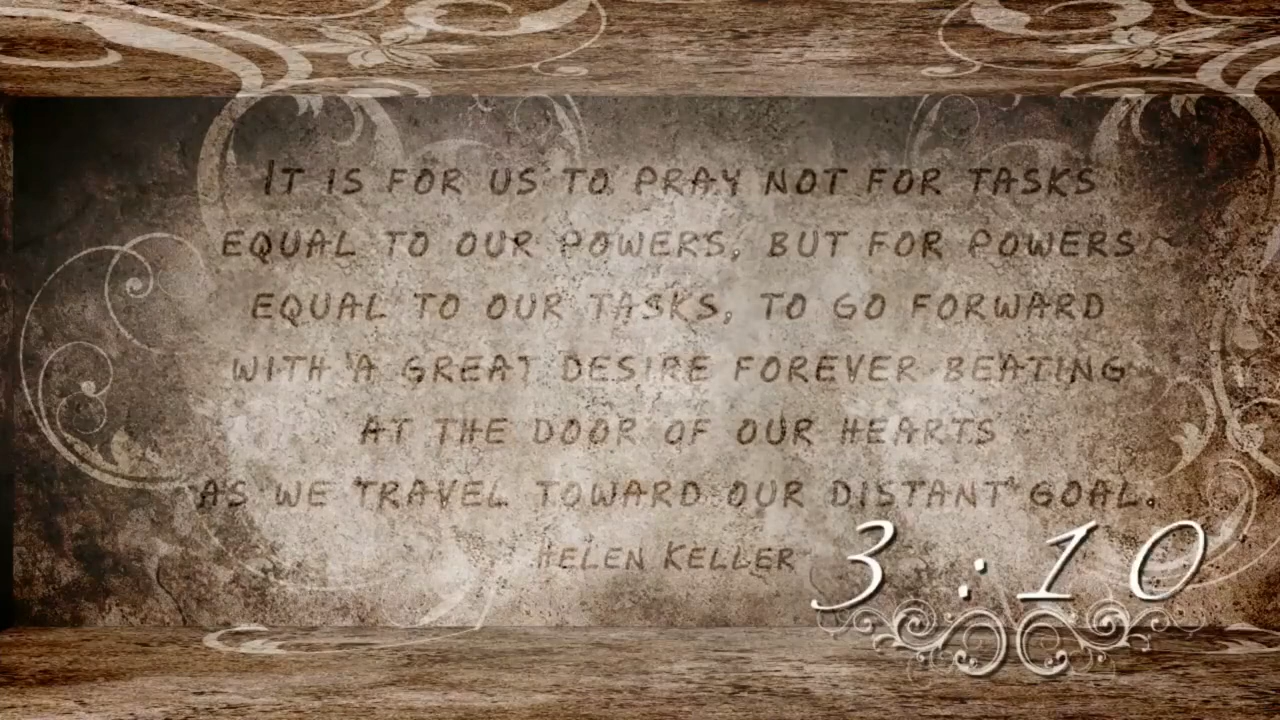 It is for us to pray not for tasks
equal to our powers, but for powers
equal to our tasks, to go forward
with a great desire forever beating
at the door of our hearts
as we travel toward our distant goal.
Helen Keller
3:10